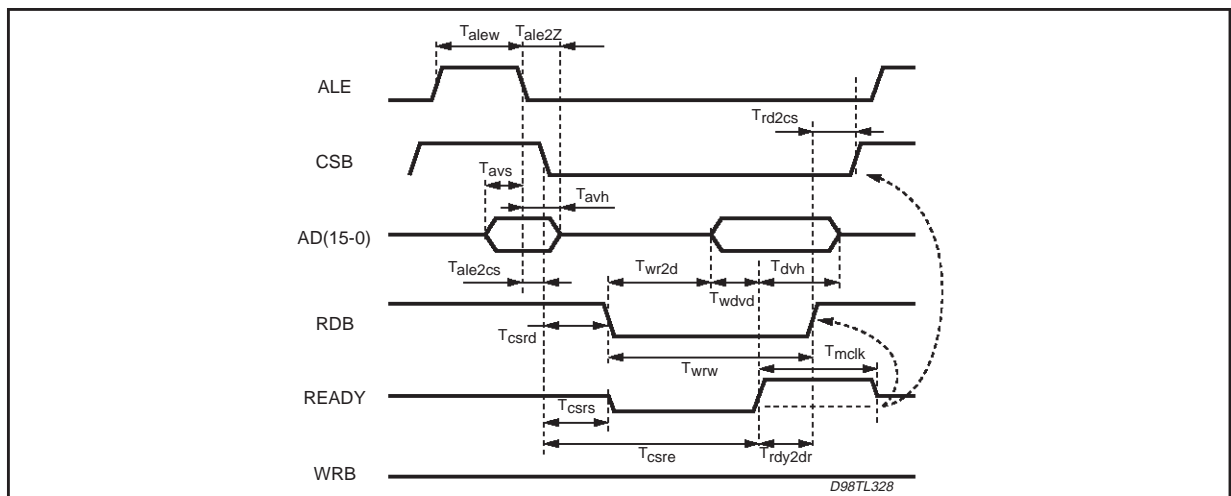 Talew Tale2Z
ALE
Trd2cs
CSB
Tavs
Tavh
AD(15-0)
Tale2cs Twr2d Tdvh
Twdvd
RDB
Tcsrd
Twrw Tmclk
READY
Tcsrs
Tcsre Trdy2dr
WRB
D98TL328